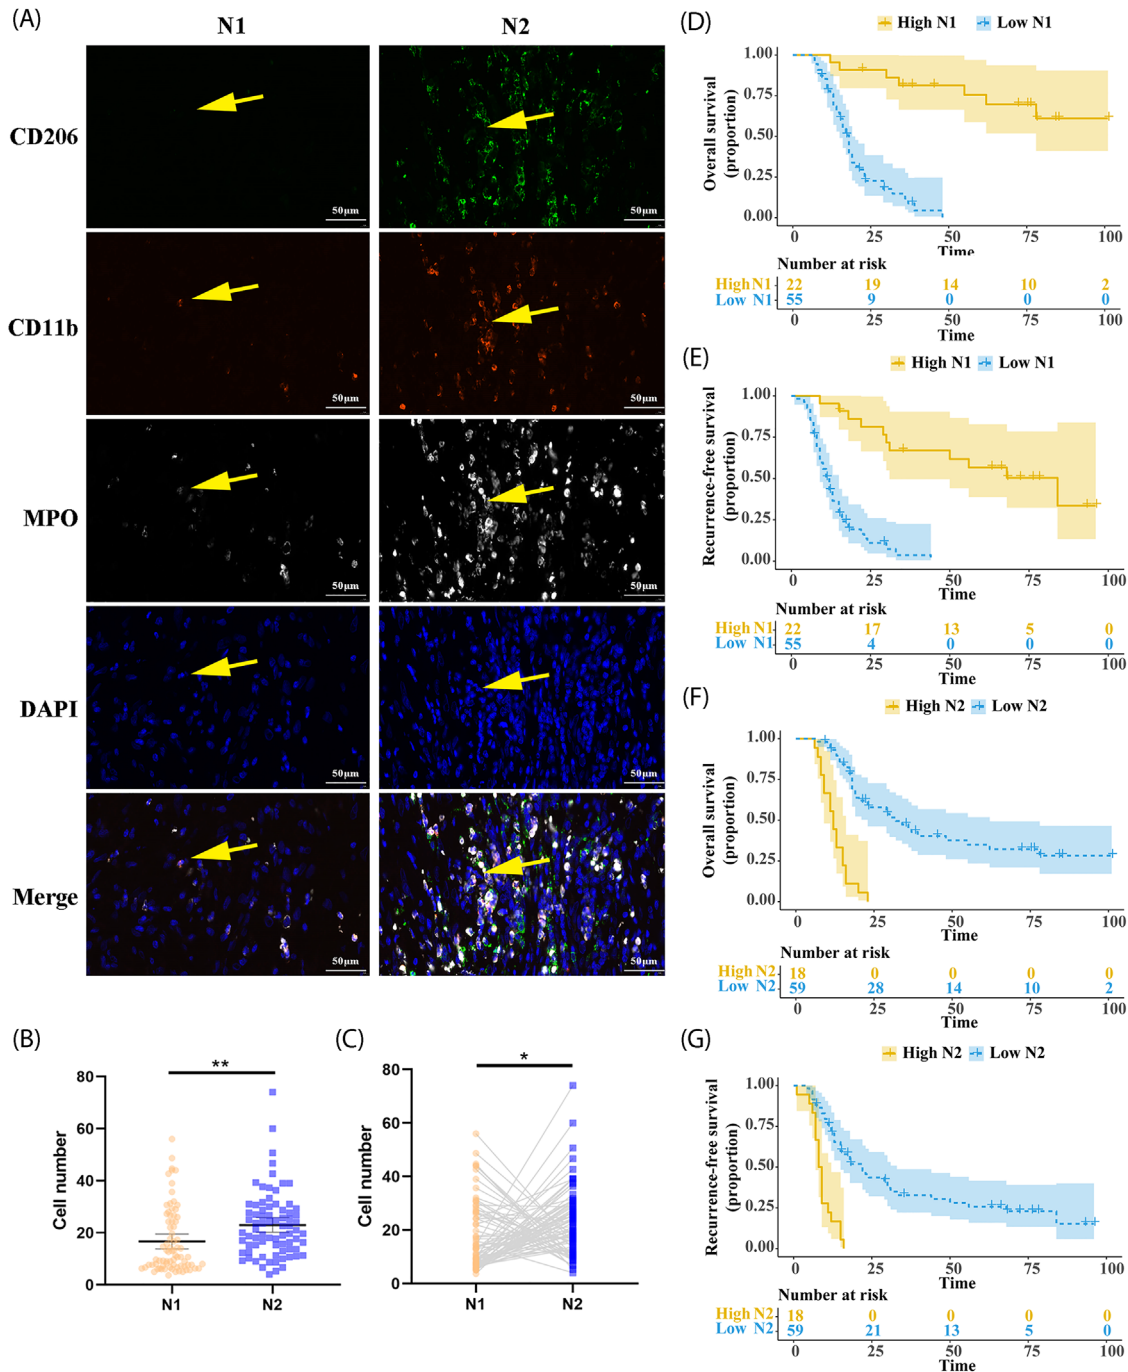 (A)
N1 N2
CD206
50μm 50μm
CD11b
50μm 50μm
MPO
50μm 50μm
DAPI
50μm 50μm
Merge
50μm 50μm
(B)
**
Cell number
80
60
40
20
0
N1 N2
(C)
*
Cell number
80
60
40
20
0
N1 N2
(D)
High N1 Low N1
Overall survival
(proportion)
1.00
0.75
0.50
0.25
0.00
0 25 50 75 100
Time
Number at risk
High N1 22 19 14 10 2
Low N1 55 9 0 0 0
0 25 50 75 100
Time
(E)
High N1 Low N1
Recurrence-free survival
(proportion)
1.00
0.75
0.50
0.25
0.00
0 25 50 75 100
Time
Number at risk
High N1 22 17 13 5 0
Low N1 55 4 0 0 0
0 25 50 75 100
Time
(F)
High N2 Low N2
Overall survival
(proportion)
1.00
0.75
0.50
0.25
0.00
0 25 50 75 100
Time
Number at risk
High N2 18 0 0 0 0
Low N2 59 28 14 10 2
0 25 50 75 100
Time
(G)
High N2 Low N2
Recurrence-free survival
(proportion)
1.00
0.75
0.50
0.25
0.00
0 25 50 75 100
Time
Number at risk
High N2 18 0 0 0 0
Low N2 59 21 13 5 0
0 25 50 75 100
Time